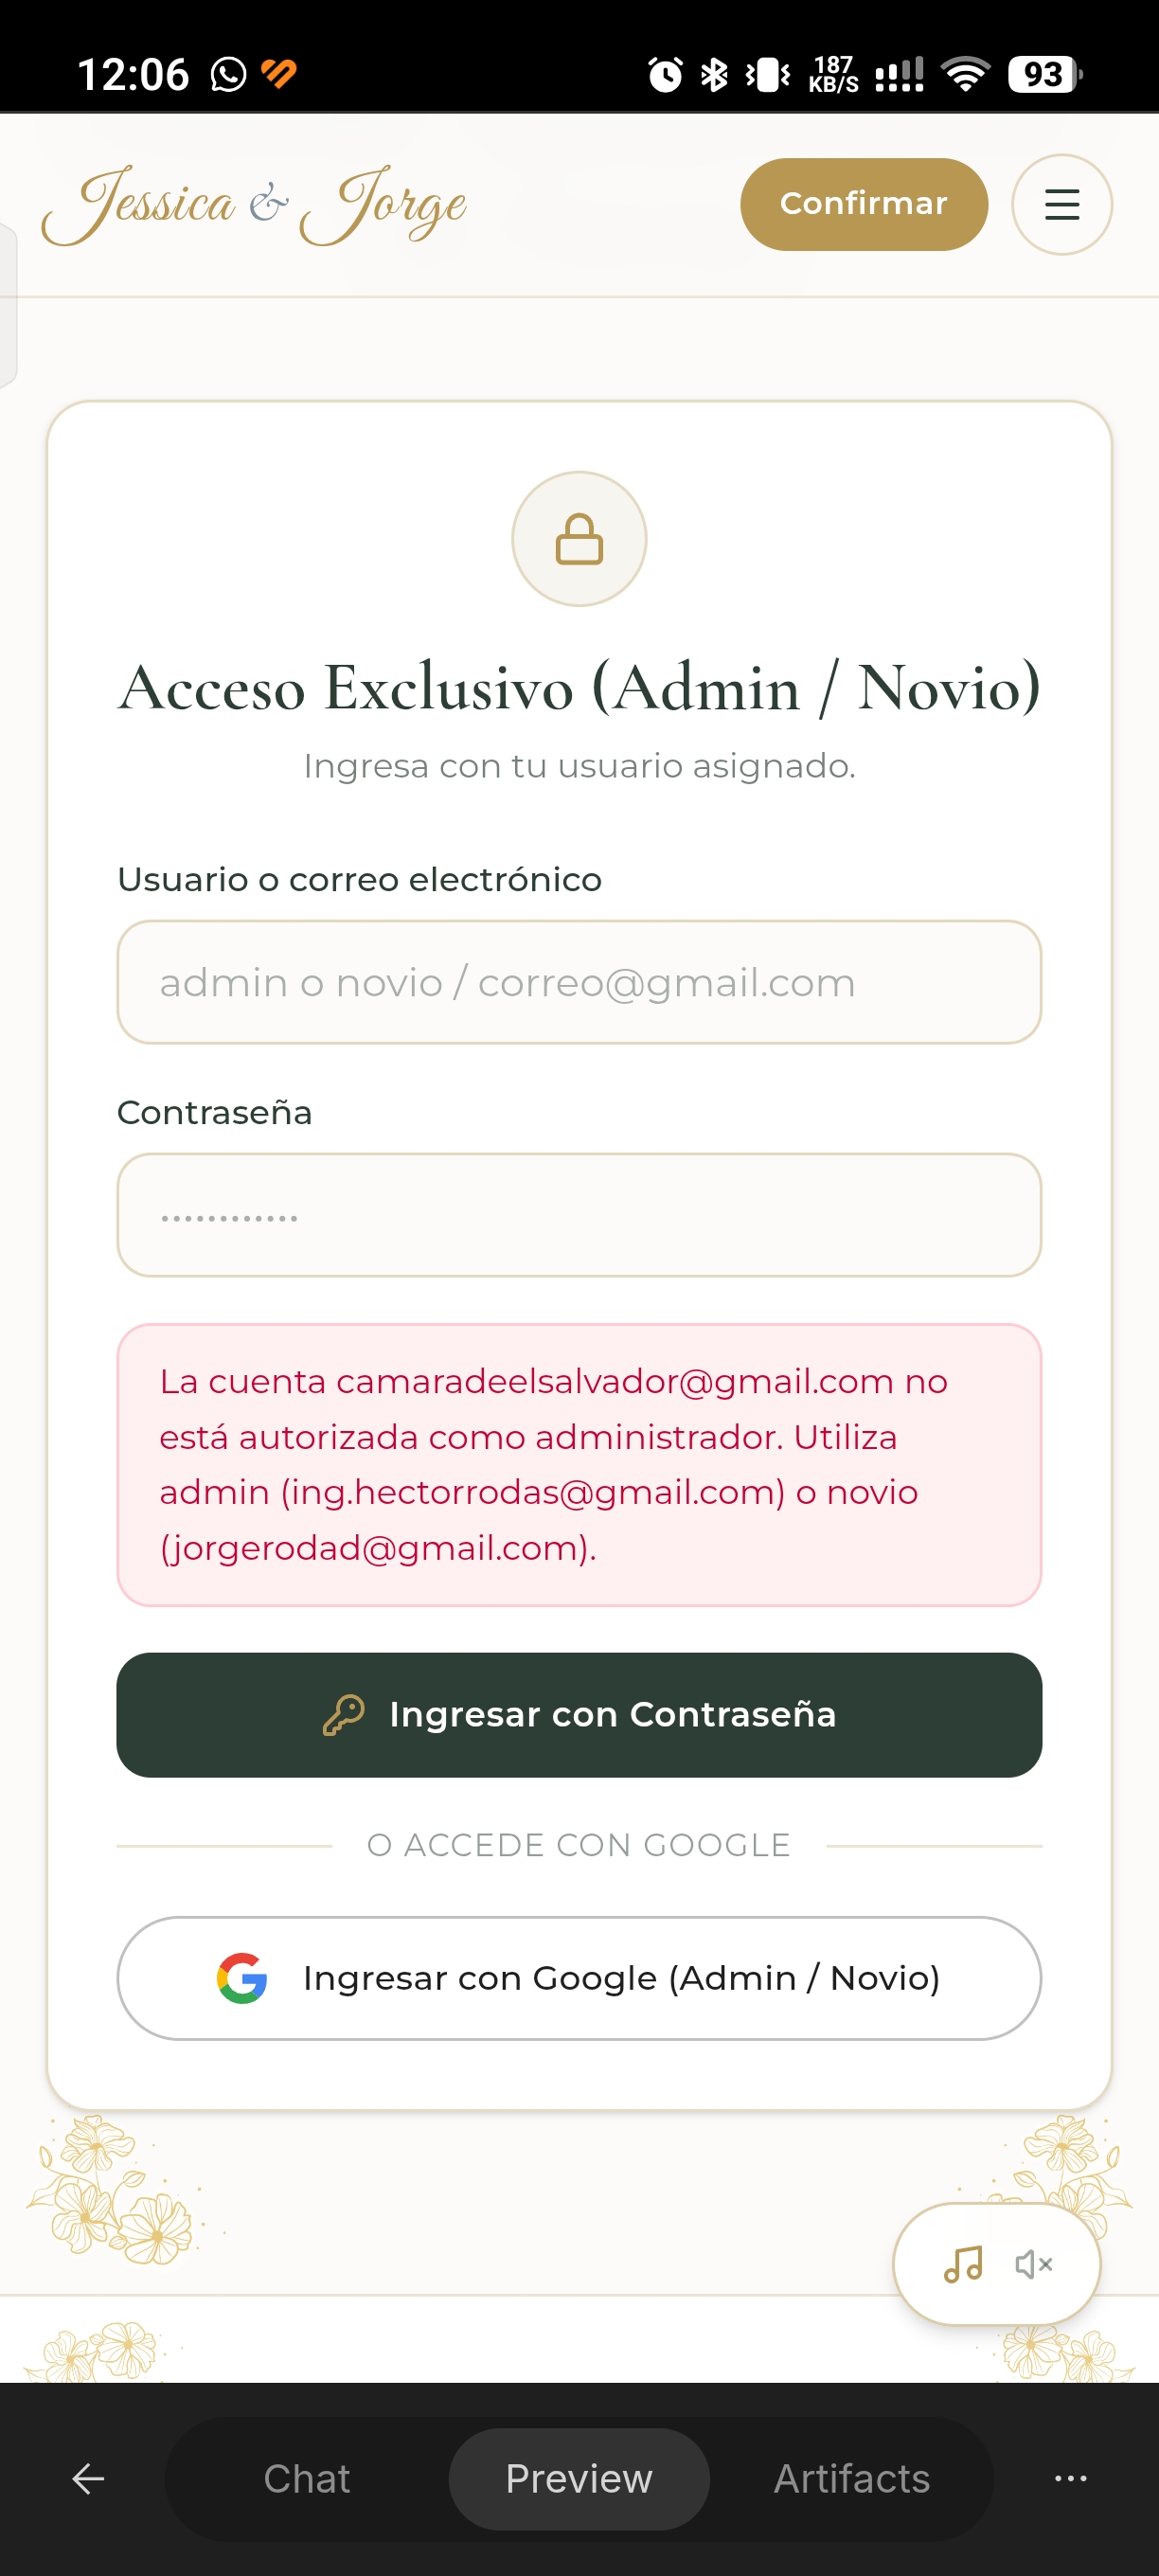 12:06
187
KB/S
93
Jessica & Jorge
Confirmar
Acceso Exclusivo (Admin / Novio)
Ingresa con tu usuario asignado.
Usuario o correo electrónico
admin o novio / correo@gmail.com
Contraseña
••••••••••••
La cuenta camaradeelsalvador@gmail.com no
está autorizada como administrador. Utiliza
admin (ing.hectorrodas@gmail.com) o novio
(jorgerodad@gmail.com).
Ingresar con Contraseña
O ACCEDE CON GOOGLE
Ingresar con Google (Admin / Novio)
Chat
Preview
Artifacts